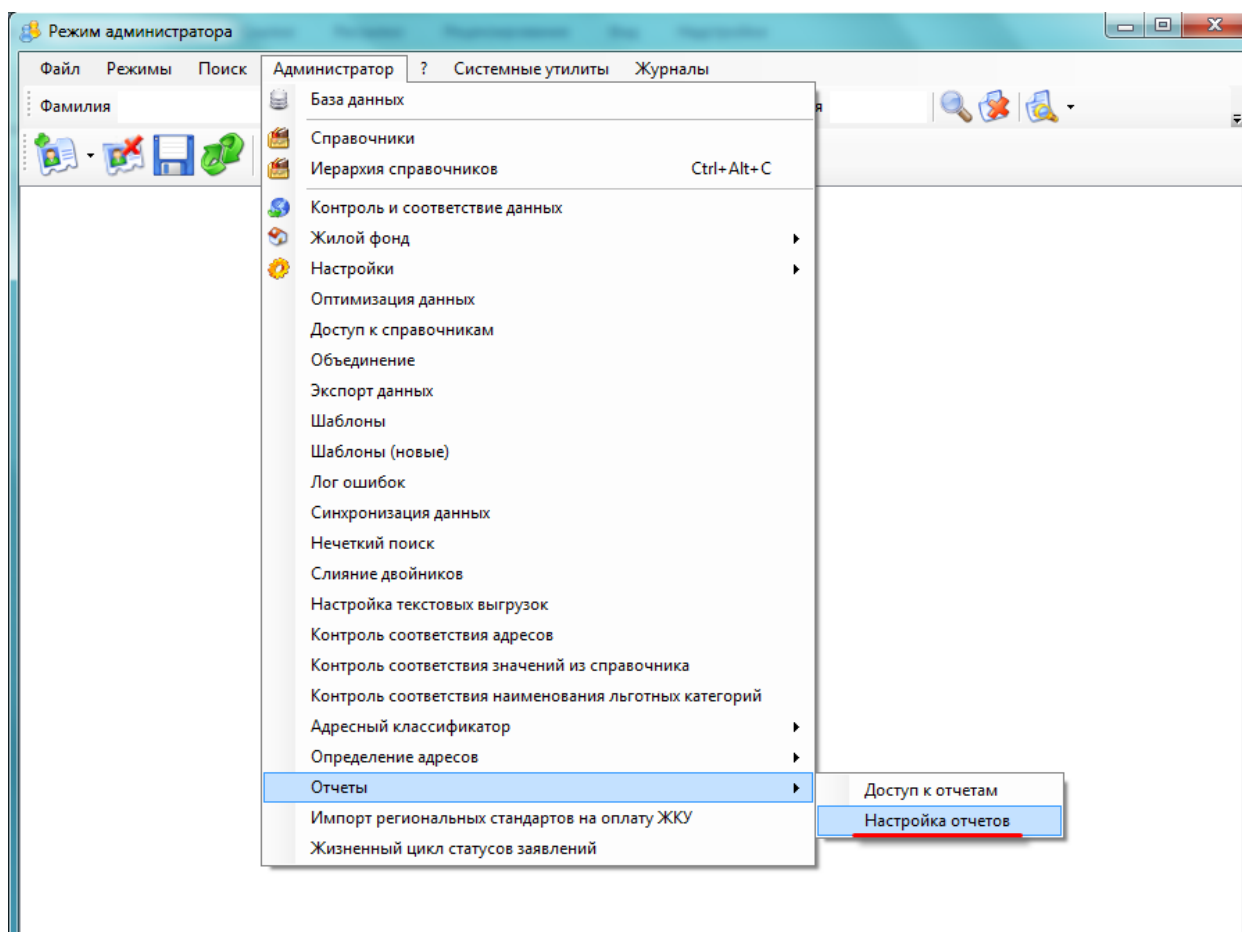 Режим администратора
Файл Режимы Поиск Администратор ? Системные утилиты Журналы
Фамилия я
База данных
Справочники
Иерархия справочников Ctrl+Alt+C
Контроль и соответствие данных
Жилой фонд
Настройки
Оптимизация данных
Доступ к справочникам
Объединение
Экспорт данных
Шаблоны
Шаблоны (новые)
Лог ошибок
Синхронизация данных
Нечеткий поиск
Слияние двойников
Настройка текстовых выгрузок
Контроль соответствия адресов
Контроль соответствия значений из справочника
Контроль соответствия наименования льготных категорий
Адресный классификатор
Определение адресов
Отчеты
Доступ к отчетам
Настройка отчетов
Импорт региональных стандартов на оплату ЖКУ
Жизненный цикл статусов заявлений